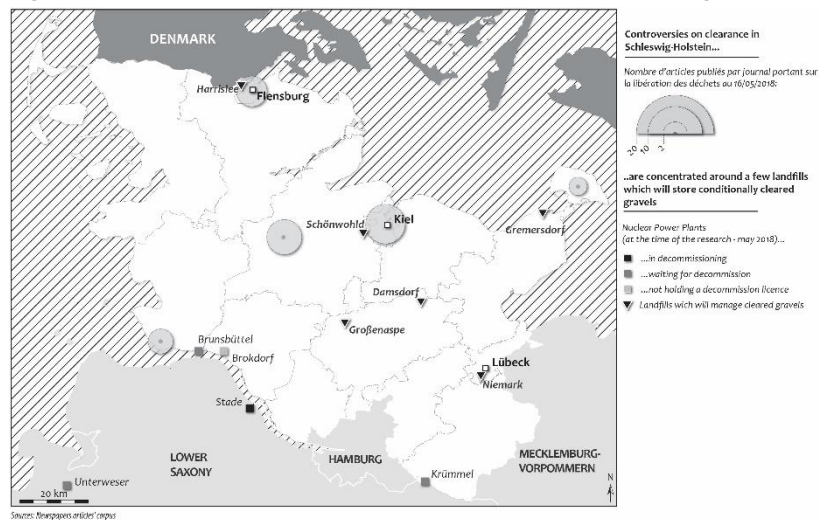 DENMARK
Harrislee
Flensburg
Schönwohld
Kiel
Gremersdorf
Damsdorf
Großenaspe
Brunsbüttel
Brokdorf
Lübeck
Niemark
Stade
LOWER
SAXONY
HAMBURG
MECKLEMBURG-
VORPOMMERN
Krümmel
Unterweser
20 km
N
Sources: Newspapers articles' corpus
Controversies on clearance in
Schleswig-Holstein...
Nombre d'articles publiés par journal portant sur
la libération des déchets au 16/05/2018:
20 10 2
..are concentrated around a few landfills
which will store conditionally cleared
gravels
Nuclear Power Plants
(at the time of the research - may 2018)...
...in decommissioning
...waiting for decommission
...not holding a decommission licence
Landfills wich will manage cleared gravels